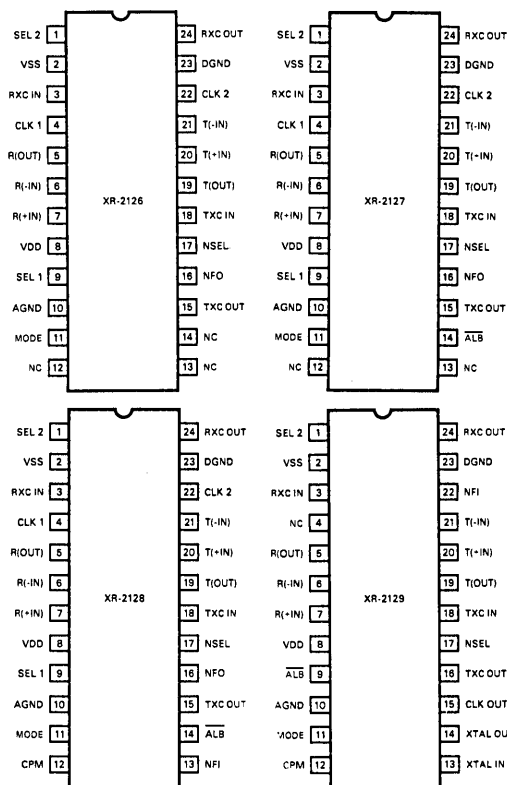 SEL 2 1 24 RXC OUT
VSS 2 23 DGND
RXC IN 3 22 CLK 2
CLK 1 4 21 T(-IN)
R(OUT) 5 20 T(+IN)
R(-IN) 6 19 T(OUT)
XR-2126
R(+IN) 7 18 TXC IN
VDD 8 17 NSEL
SEL 1 9 16 NFO
AGND 10 15 TXC OUT
MODE 11 14 NC
NC 12 13 NC
SEL 2 1 24 RXC OUT
VSS 2 23 DGND
RXC IN 3 22 CLK 2
CLK 1 4 21 T(-IN)
R(OUT) 5 20 T(+IN)
R(-IN) 6 19 T(OUT)
XR-2127
R(+IN) 7 18 TXC IN
VDD 8 17 NSEL
SEL 1 9 16 NFO
AGND 10 15 TXC OUT
MODE 11 14 A̅L̅B̅
NC 12 13 NC
SEL 2 1 24 RXC OUT
VSS 2 23 DGND
RXC IN 3 22 CLK 2
CLK 1 4 21 T(-IN)
R(OUT) 5 20 T(+IN)
R(-IN) 6 19 T(OUT)
XR-2128
R(+IN) 7 18 TXC IN
VDD 8 17 NSEL
SEL 1 9 16 NFO
AGND 10 15 TXC OUT
MODE 11 14 A̅L̅B̅
CPM 12 13 NFI
SEL 2 1 24 RXC OUT
VSS 2 23 DGND
RXC IN 3 22 NFI
NC 4 21 T(-IN)
R(OUT) 5 20 T(+IN)
R(-IN) 6 19 T(OUT)
XR-2129
R(+IN) 7 18 TXC IN
VDD 8 17 NSEL
A̅L̅B̅ 9 16 TXC OUT
AGND 10 15 CLK OUT
MODE 11 14 XTAL OU
CPM 12 13 XTAL IN